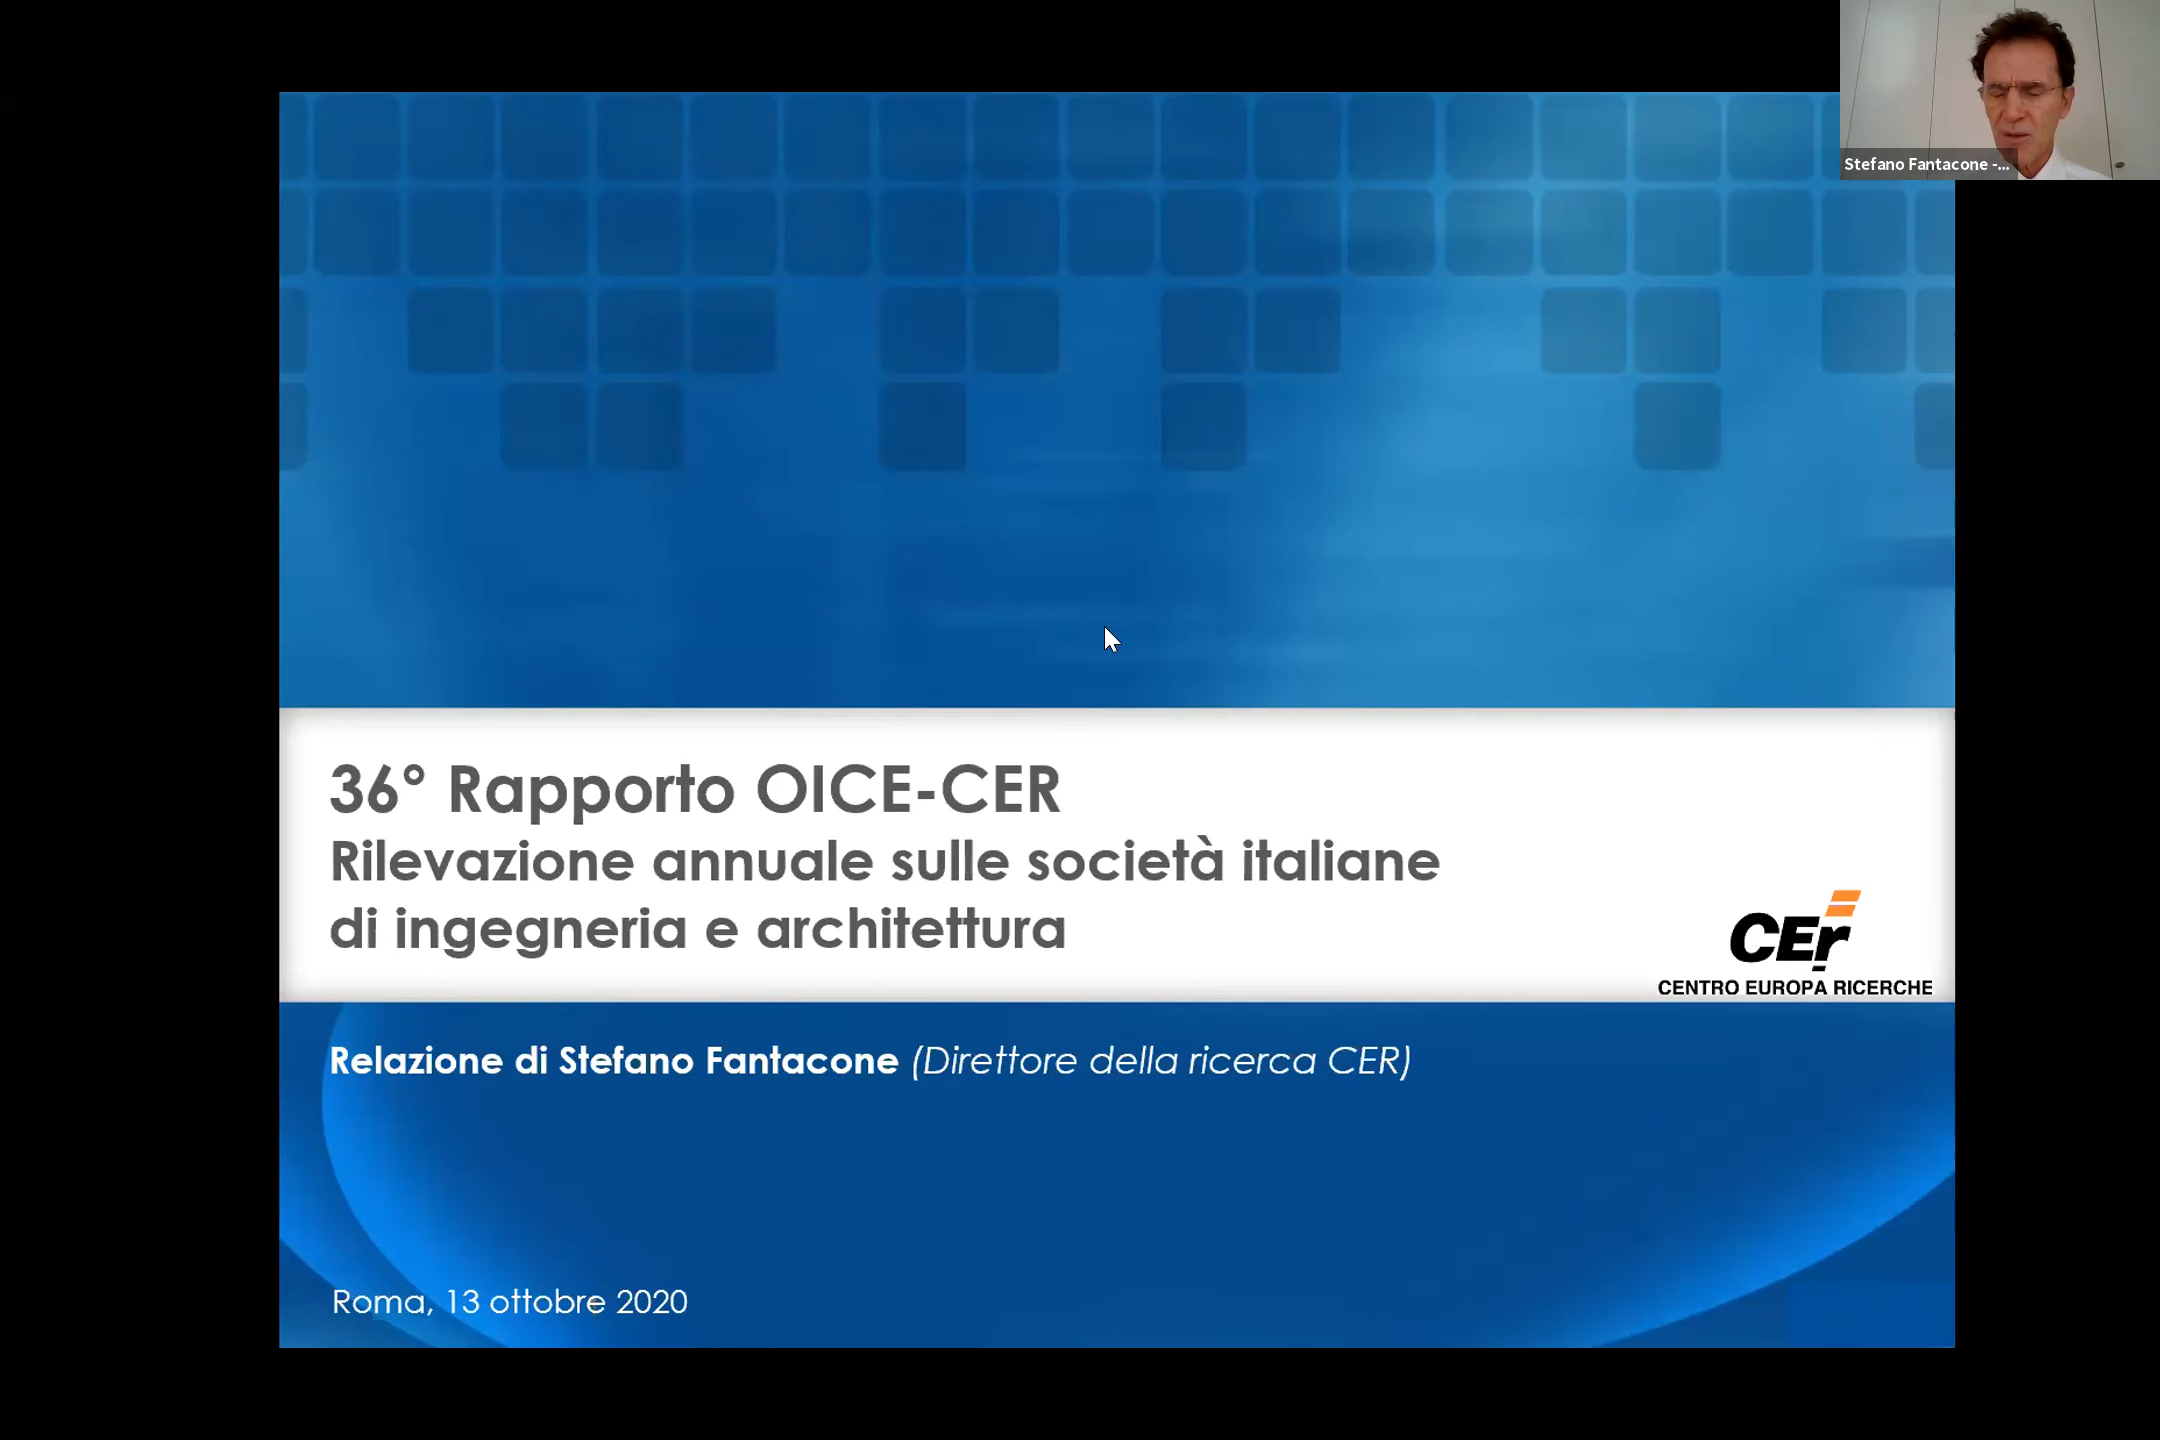 Stefano Fantacone -...
36° Rapporto OICE-CER
Rilevazione annuale sulle società italiane
di ingegneria e architettura
CEr
CENTRO EUROPA RICERCHE
Relazione di Stefano Fantacone (Direttore della ricerca CER)
Roma, 13 ottobre 2020